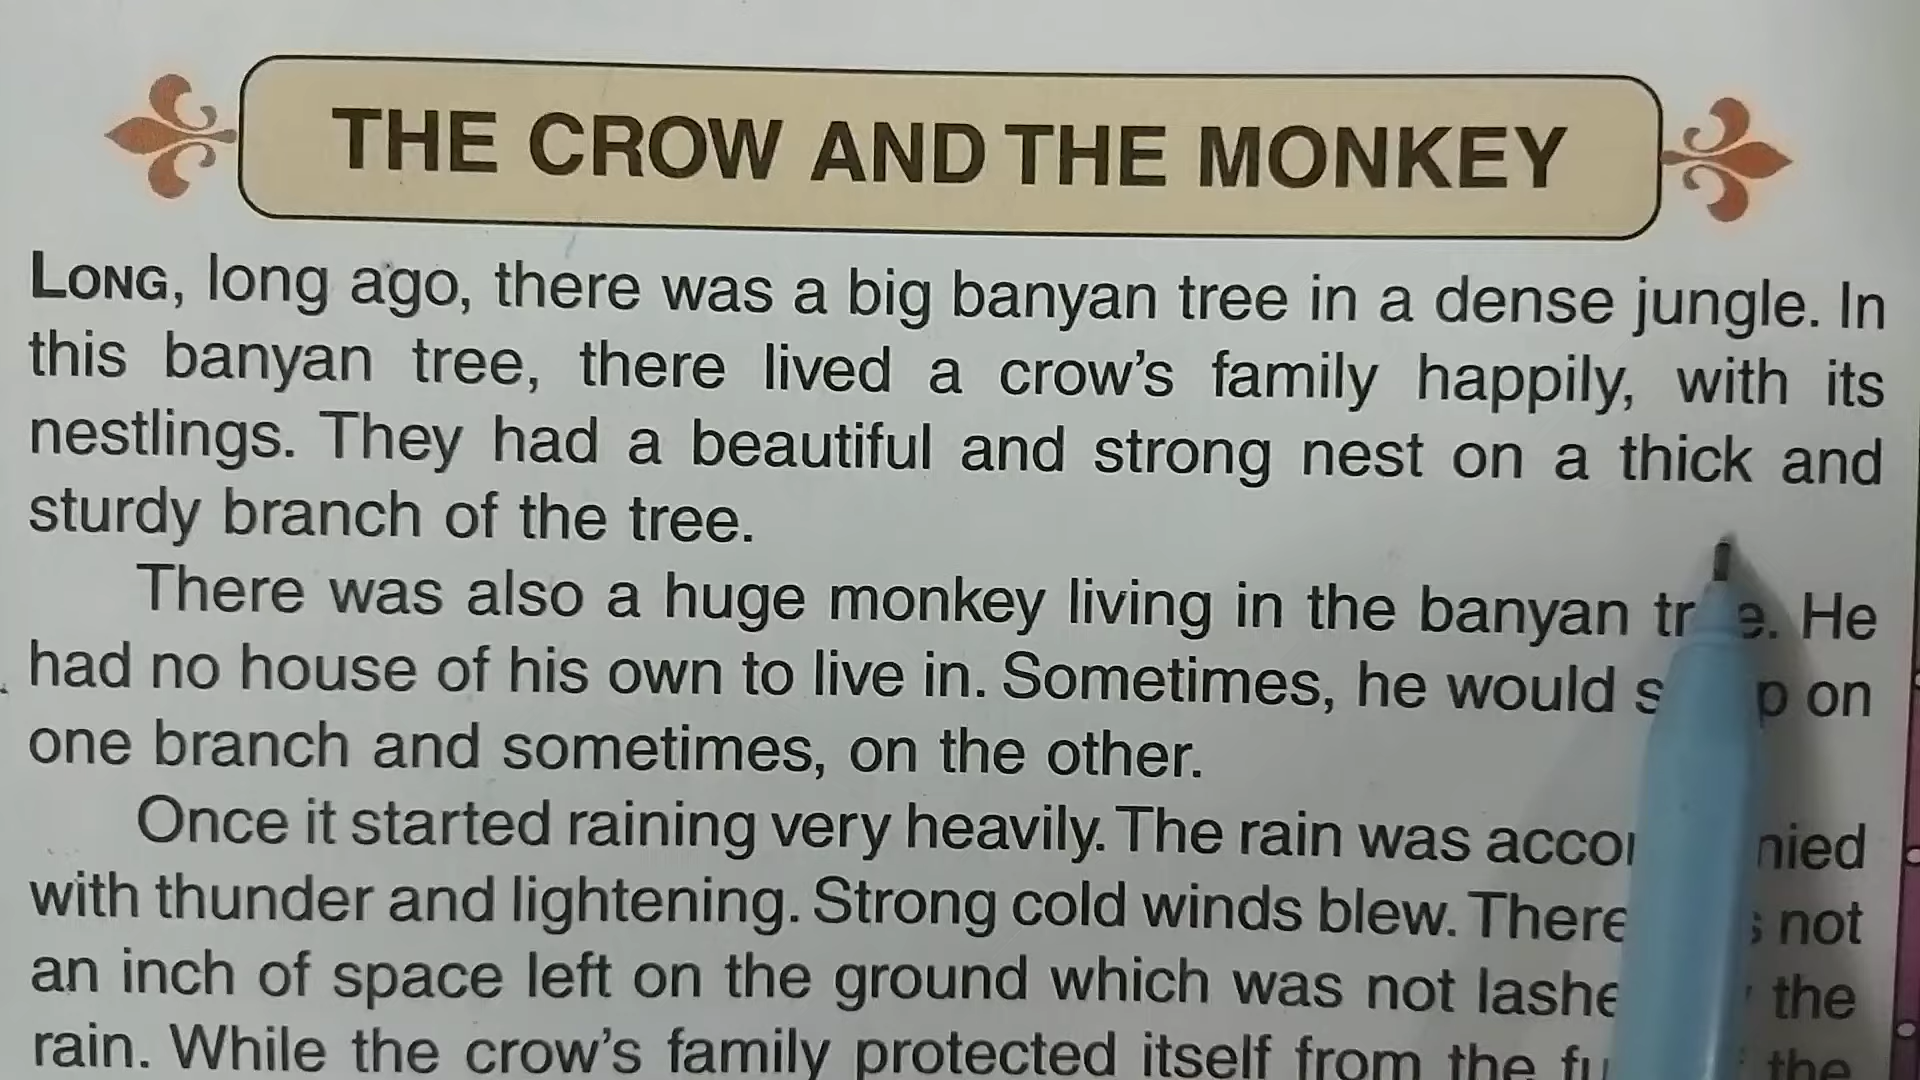 THE CROW AND THE MONKEY
LONG, long ago, there was a big banyan tree in a dense jungle. In
this banyan tree, there lived a crow's family happily, with its
nestlings. They had a beautiful and strong nest on a thick and
sturdy branch of the tree.
There was also a huge monkey living in the banyan tree. He
had no house of his own to live in. Sometimes, he would on
one branch and sometimes, on the other.
Once it started raining very heavily. The rain was
with thunder and lightening. Strong cold winds blew. There not
an inch of space left on the ground which was not the
rain. While the crow's family protected itself from the the